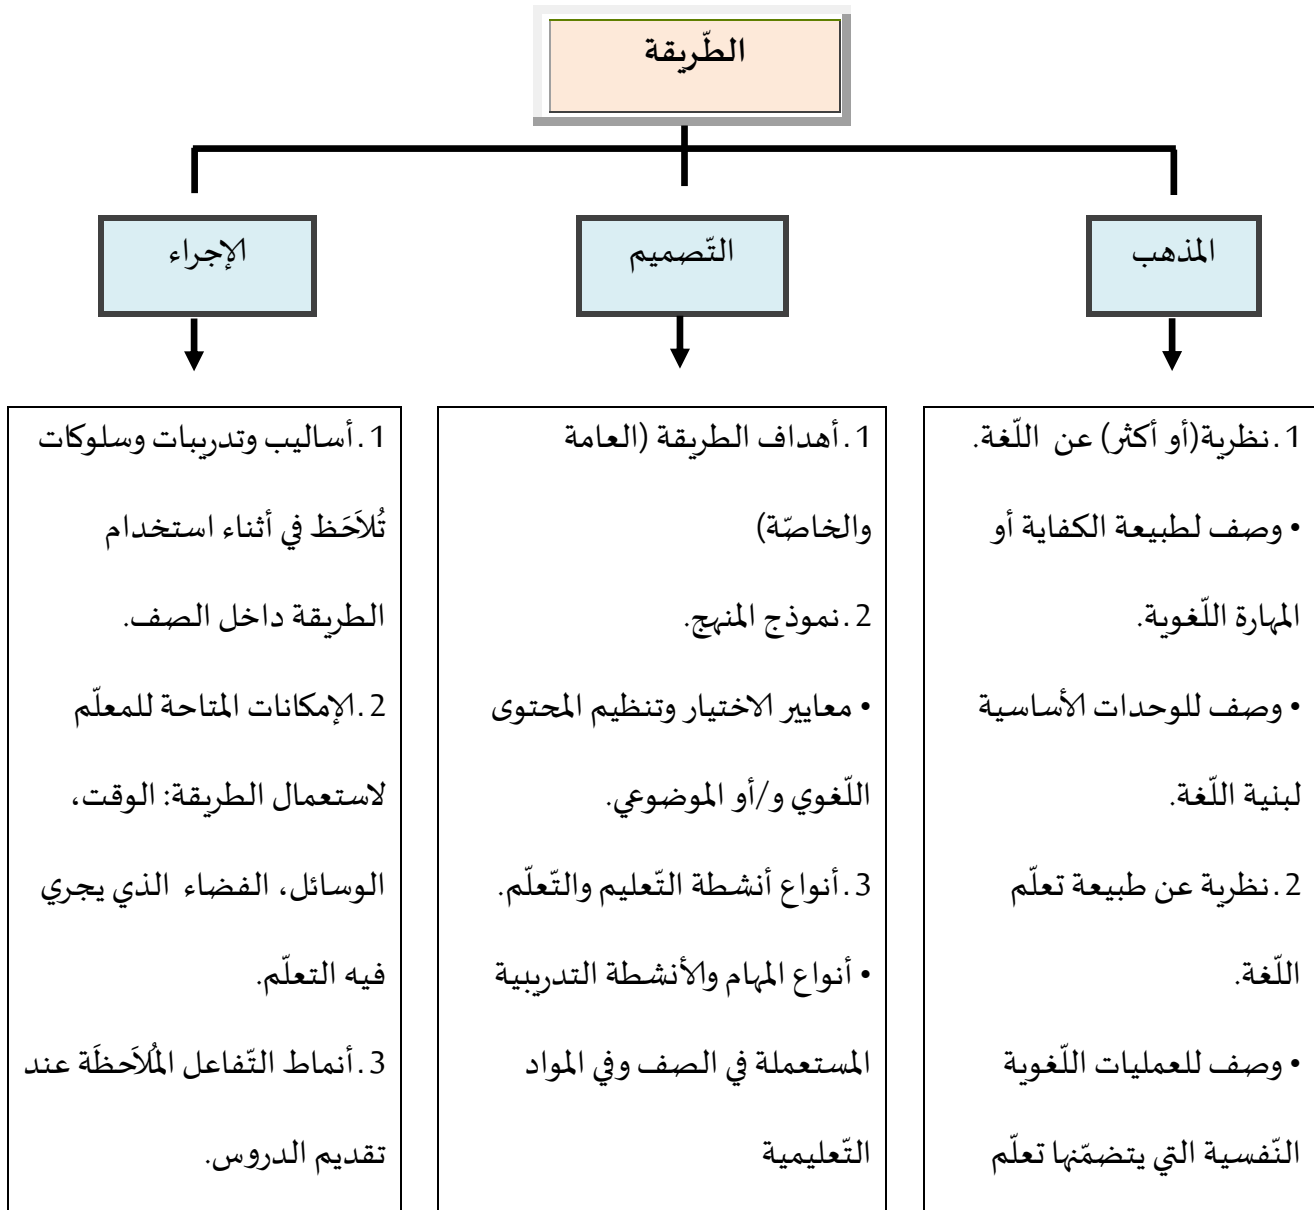 الطّريقة
المذهب
التّصميم
الإجراء
1.نظرية(أو أكثر) عن اللّغة.
• وصف لطبيعة الكفاية أو
المهارة اللّغوية.
• وصف للوحدات الأساسية
لبنية اللّغة.
2.نظرية عن طبيعة تعلّم
اللّغة.
• وصف للعمليات اللّغوية
النّفسية التي يتضمّنها تعلّم
1.أهداف الطريقة (العامة
والخاصّة)
2.نموذج المنهج.
• معايير الاختيار وتنظيم المحتوى
اللّغوي و/أو الموضوعي.
3.أنواع أنشطة التّعليم والتّعلّم.
• أنواع المهام والأنشطة التدريبية
المستعملة في الصف وفي المواد
التّعليمية
1.أساليب وتدريبات وسلوكات
تُلاَحَظ في أثناء استخدام
الطريقة داخل الصف.
2.الإمكانات المتاحة للمعلّم
لاستعمال الطريقة: الوقت،
الوسائل، الفضاء الذي يجري
فيه التعلّم.
3.أنماط التّفاعل المُلاَحظَة عند
تقديم الدروس.